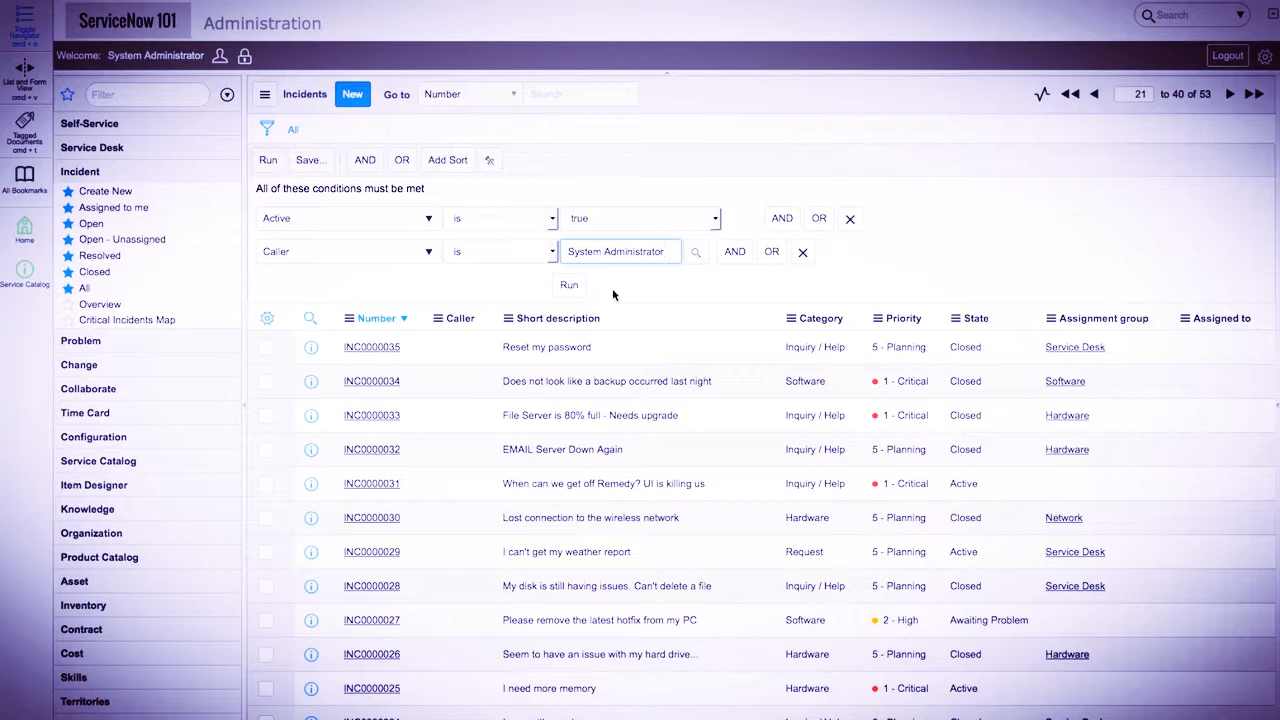 ServiceNow 101
Administration
Search
Toggle
Navigator
cmd + n
Welcome: System Administrator
Logout
List and Form
View
cmd + v
Tagged
Documents
cmd + t
All Bookmarks
Home
Service Catalog
Filter
Self-Service
Service Desk
Incident
Create New
Assigned to me
Open
Open - Unassigned
Resolved
Closed
All
Overview
Critical Incidents Map
Problem
Change
Collaborate
Time Card
Configuration
Service Catalog
Item Designer
Knowledge
Organization
Product Catalog
Asset
Inventory
Contract
Cost
Skills
Territories
Incidents New Go to Number Search 21 to 40 of 53
All
Run Save... AND OR Add Sort
All of these conditions must be met
Active is true AND OR
Caller is System Administrator AND OR
Run
Number Caller Short description Category Priority State Assignment group Assigned to
INC0000035 Reset my password Inquiry / Help 5 - Planning Closed Service Desk
INC0000034 Does not look like a backup occurred last night Software 1 - Critical Closed Software
INC0000033 File Server is 80% full - Needs upgrade Inquiry / Help 1 - Critical Closed Hardware
INC0000032 EMAIL Server Down Again Inquiry / Help 5 - Planning Closed Hardware
INC0000031 When can we get off Remedy? UI is killing us Inquiry / Help 1 - Critical Active
INC0000030 Lost connection to the wireless network Hardware 5 - Planning Closed Network
INC0000029 I can't get my weather report Request 5 - Planning Active Service Desk
INC0000028 My disk is still having issues. Can't delete a file Inquiry / Help 5 - Planning Closed Service Desk
INC0000027 Please remove the latest hotfix from my PC Software 2 - High Awaiting Problem
INC0000026 Seem to have an issue with my hard drive... Hardware 5 - Planning Closed Hardware
INC0000025 I need more memory Hardware 1 - Critical Active